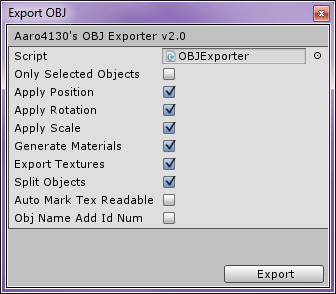 Export OBJ
Aaro4130's OBJ Exporter v2.0
Script OBJExporter
Only Selected Objects
Apply Position
Apply Rotation
Apply Scale
Generate Materials
Export Textures
Split Objects
Auto Mark Tex Readable
Obj Name Add Id Num
Export